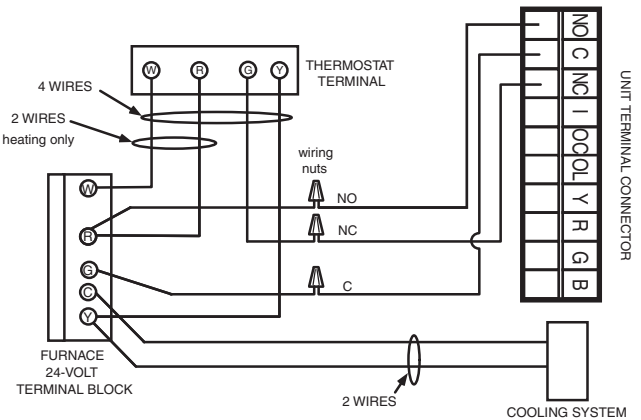 W R G Y
THERMOSTAT
TERMINAL
4 WIRES
2 WIRES
heating only
wiring
nuts
W
R
G
C
Y
NO
NC
C
FURNACE
24-VOLT
TERMINAL BLOCK
2 WIRES
COOLING SYSTEM
NO
C
NC
I
OC
OL
Y
R
G
B
UNIT TERMINAL CONNECTOR